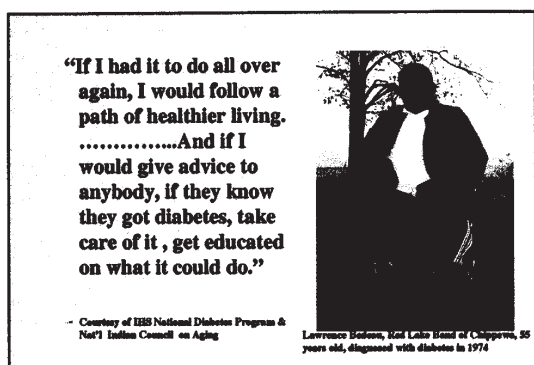 “If I had it to do all over
again, I would follow a
path of healthier living.
................And if I
would give advice to
anybody, if they know
they got diabetes, take
care of it , get educated
on what it could do.”
- Courtesy of IHS National Diabetes Program &
Nat'l Indian Council on Aging
Lawrence Bedeau, Red Lake Band of Chippewa, 55
years old, diagnosed with diabetes in 1974